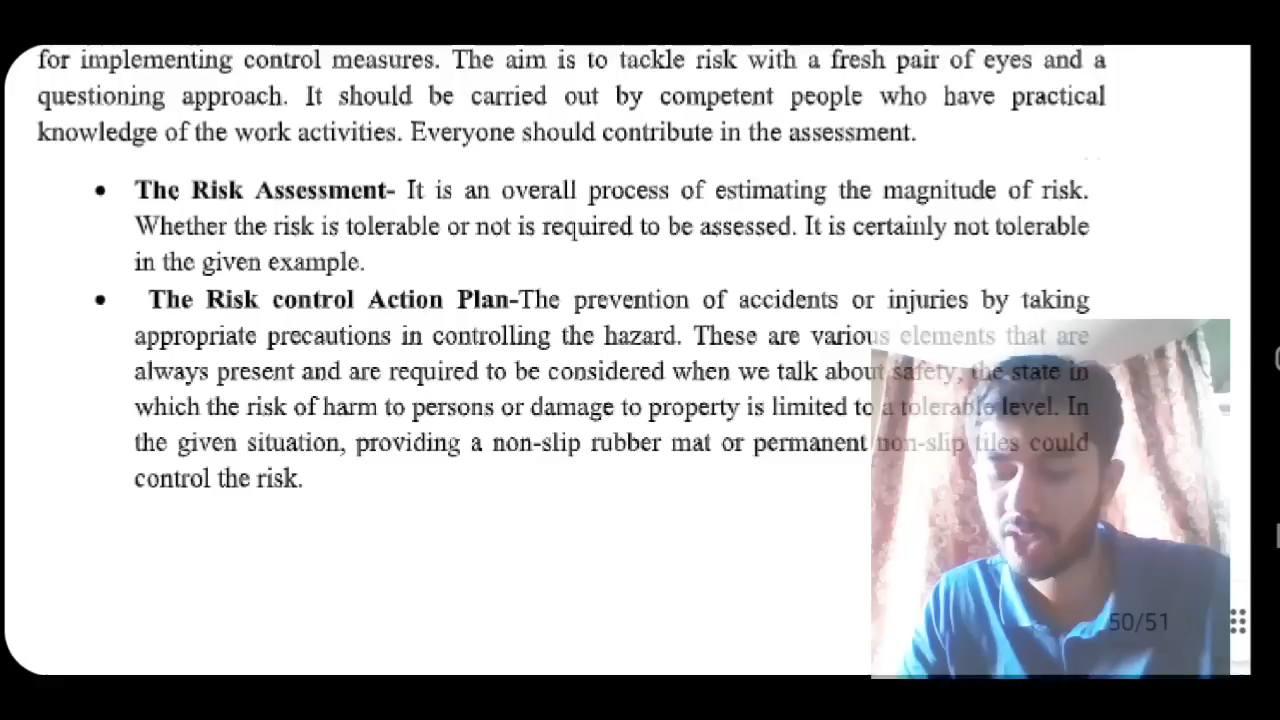 for implementing control measures. The aim is to tackle risk with a fresh pair of eyes and a
questioning approach. It should be carried out by competent people who have practical
knowledge of the work activities. Everyone should contribute in the assessment.
• The Risk Assessment- It is an overall process of estimating the magnitude of risk.
Whether the risk is tolerable or not is required to be assessed. It is certainly not tolerable
in the given example.
• The Risk control Action Plan-The prevention of accidents or injuries by taking
appropriate precautions in controlling the hazard. These are various elements that are
always present and are required to be considered when we talk about safety, the state in
which the risk of harm to persons or damage to property is limited to a tolerable level. In
the given situation, providing a non-slip rubber mat or permanent non-slip tiles could
control the risk.
50/51